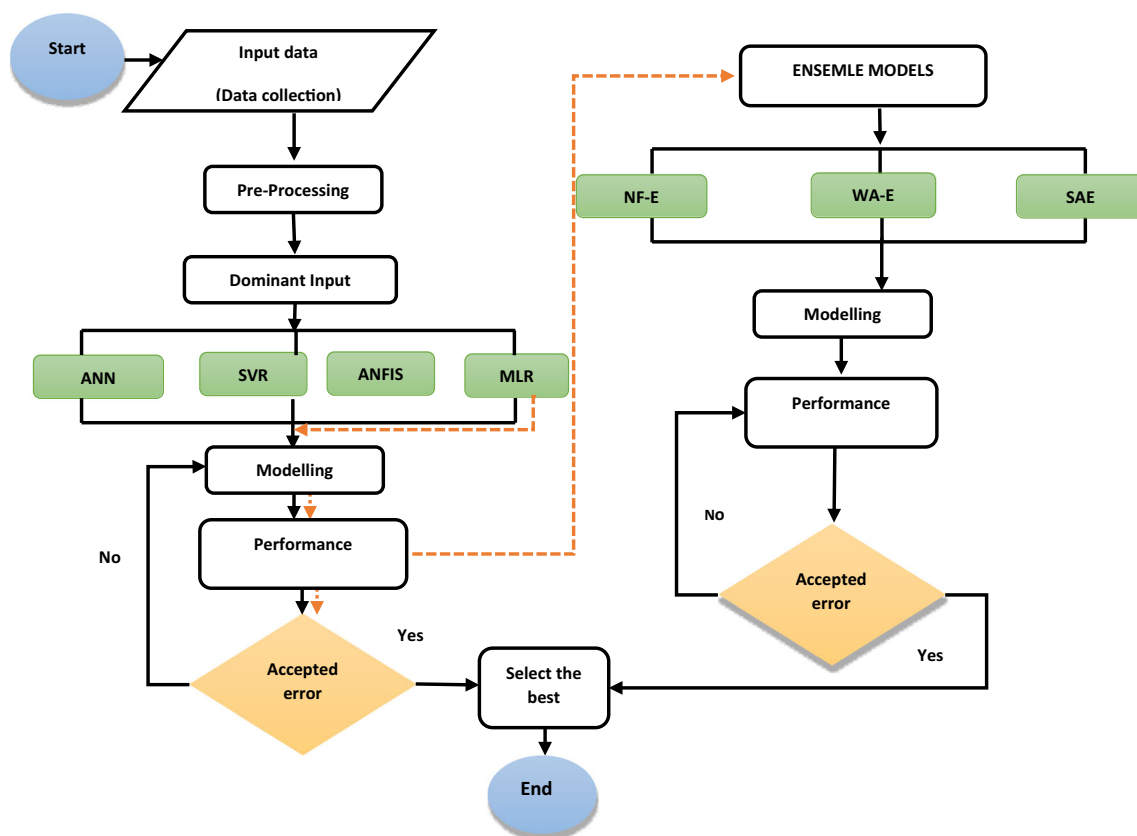 Start
Input data
(Data collection)
Pre-Processing
Dominant Input
ANN
SVR
ANFIS
MLR
Modelling
Performance
No
Yes
Accepted
error
Select the
best
End
ENSEMLE MODELS
NF-E
WA-E
SAE
Modelling
Performance
No
Accepted
error
Yes